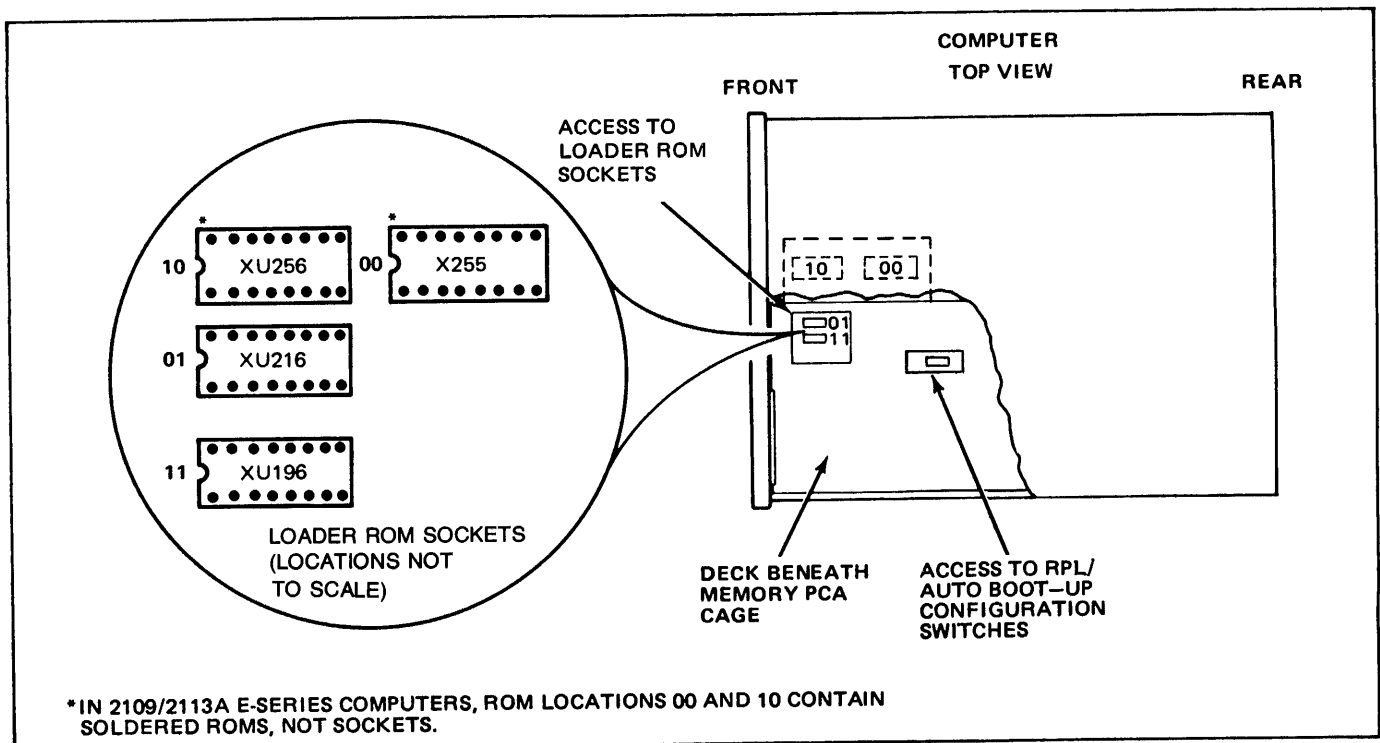 COMPUTER
TOP VIEW
FRONT
REAR
ACCESS TO
LOADER ROM
SOCKETS
* *
10 XU256 00 X255
01 XU216
11 XU196
LOADER ROM SOCKETS
(LOCATIONS NOT
TO SCALE)
10 00
01
11
DECK BENEATH
MEMORY PCA
CAGE
ACCESS TO RPL/
AUTO BOOT–UP
CONFIGURATION
SWITCHES
*IN 2109/2113A E-SERIES COMPUTERS, ROM LOCATIONS 00 AND 10 CONTAIN
SOLDERED ROMS, NOT SOCKETS.